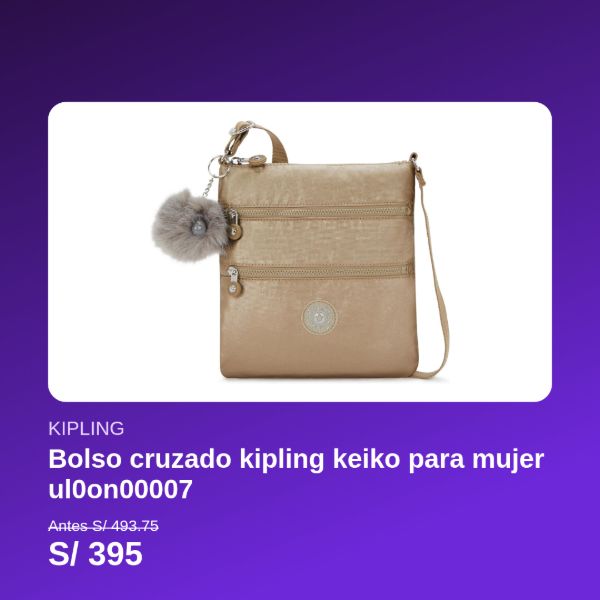 KIPLING
Bolso cruzado kipling keiko para mujer
ul0on00007
Antes S/ 493.75
S/ 395